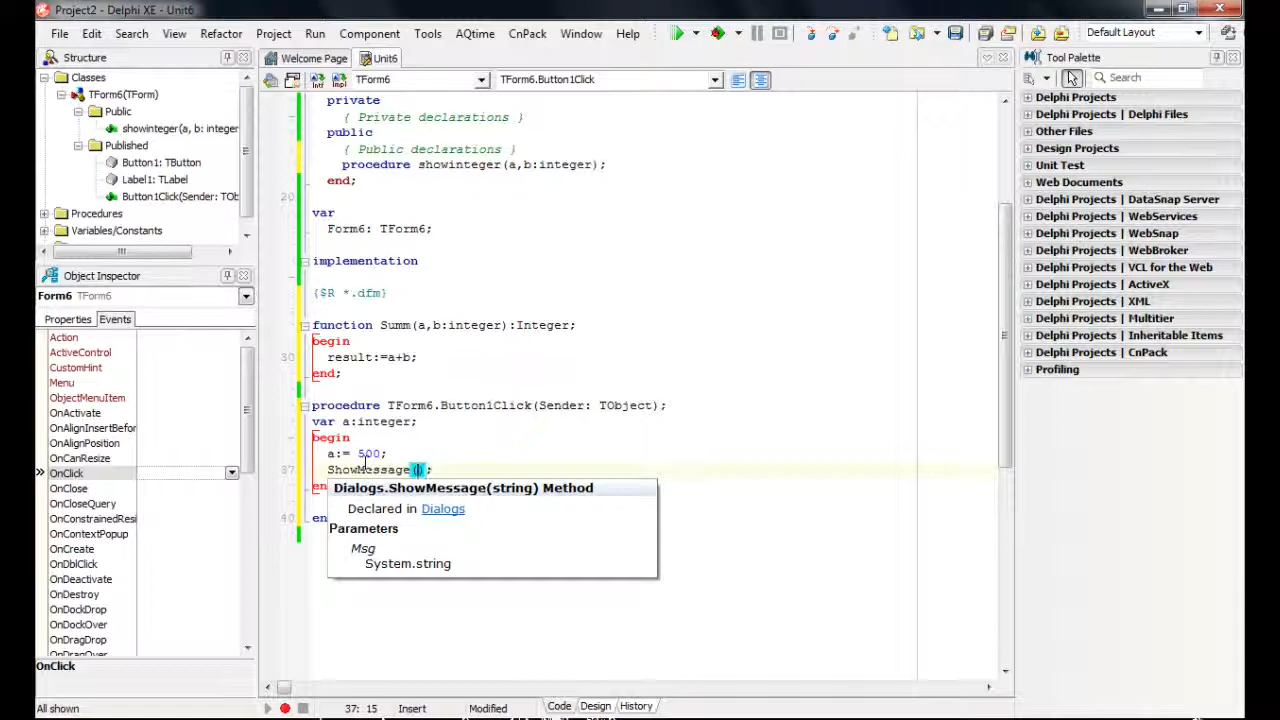 Project2 - Delphi XE - Unit6
File Edit Search View Refactor Project Run Component Tools AQtime CnPack Window Help Default Layout
Structure
Classes
TForm6(TForm)
Public
showinteger(a, b: integer
Published
Button1: TButton
Label1: TLabel
Button1Click(Sender: TOb
Procedures
Variables/Constants
Object Inspector
Form6 TForm6
Properties Events
Action
ActiveControl
CustomHint
Menu
ObjectMenuItem
OnActivate
OnAlignInsertBefor
OnAlignPosition
OnCanResize
OnClick
OnClose
OnCloseQuery
OnConstrainedResi
OnContextPopup
OnCreate
OnDblClick
OnDeactivate
OnDestroy
OnDockDrop
OnDockOver
OnDragDrop
OnDragOver
OnClick
All shown
Welcome Page Unit6
TForm6 TForm6.Button1Click
private
{ Private declarations }
public
{ Public declarations }
procedure showinteger(a,b:integer);
end;
20
var
Form6: TForm6;
implementation
{$R *.dfm}
function Summ(a,b:integer):Integer;
begin
30 result:=a+b;
end;
procedure TForm6.Button1Click(Sender: TObject);
var a:integer;
begin
a:= 500;
37 ShowMessage();
en
Dialogs.ShowMessage(string) Method
Declared in Dialogs
40 en
Parameters
Msg
System.string
37: 15 Insert Modified Code Design History
Tool Palette
Search
Delphi Projects
Delphi Projects | Delphi Files
Other Files
Design Projects
Unit Test
Web Documents
Delphi Projects | DataSnap Server
Delphi Projects | WebServices
Delphi Projects | WebSnap
Delphi Projects | WebBroker
Delphi Projects | VCL for the Web
Delphi Projects | ActiveX
Delphi Projects | XML
Delphi Projects | Multitier
Delphi Projects | Inheritable Items
Delphi Projects | CnPack
Profiling